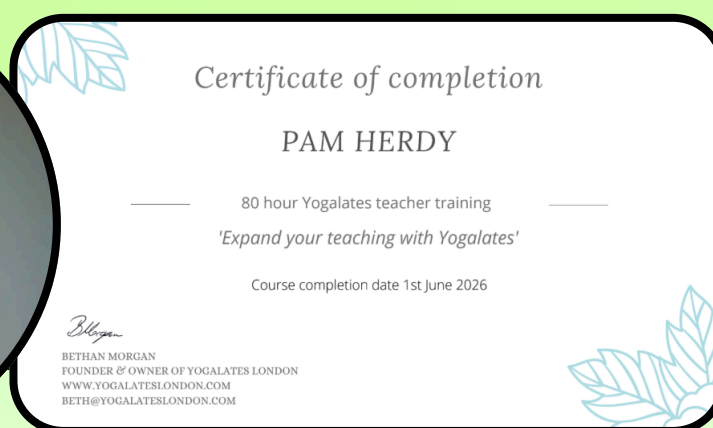 Certificate of completion
PAM HERDY
80 hour Yogalates teacher training
'Expand your teaching with Yogalates'
Course completion date 1st June 2026
BMorgan
BETHAN MORGAN
FOUNDER & OWNER OF YOGALATES LONDON
WWW.YOGALATESLONDON.COM
BETH@YOGALATESLONDON.COM